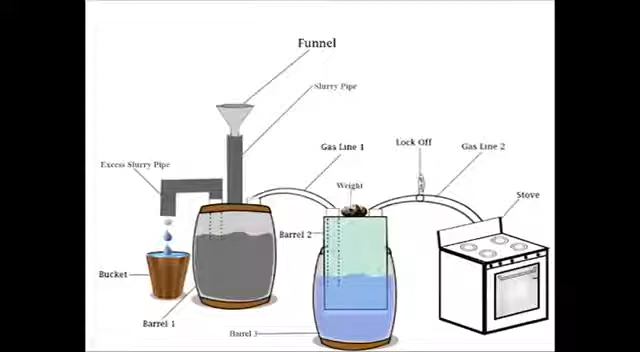 Funnel
Slurry Pipe
Gas Line 1
Lock Off
Gas Line 2
Excess Slurry Pipe
Weight
Stove
Barrel 2
Bucket
Barrel 1
Barrel 3